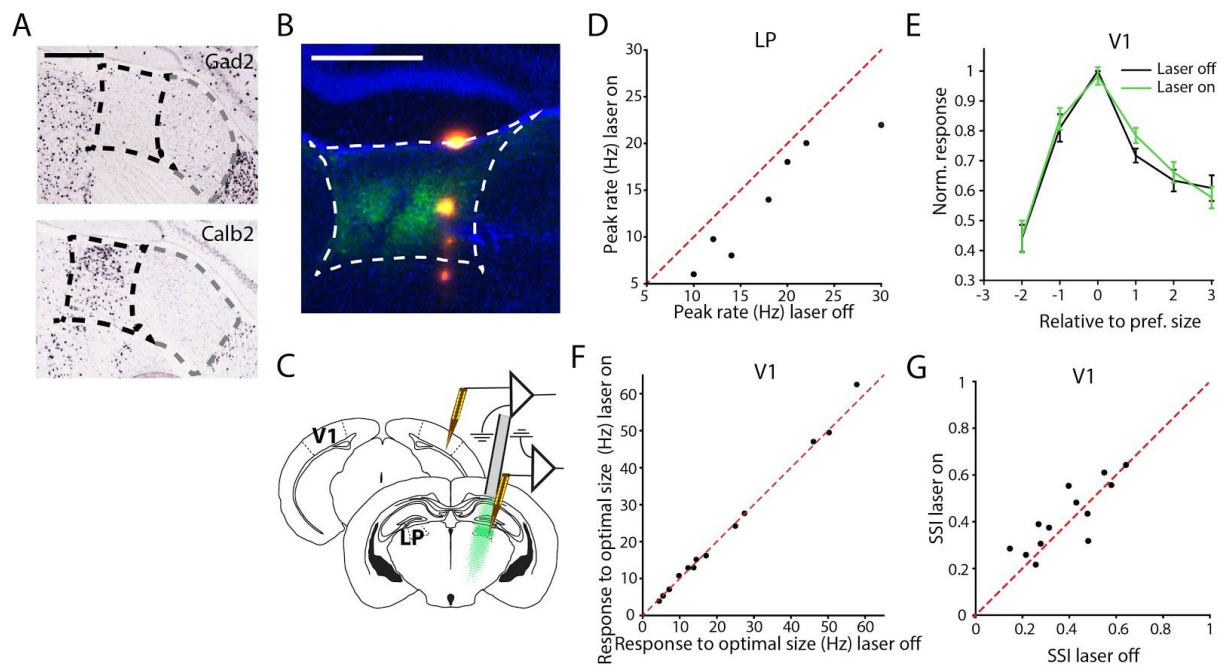 A
Gad2
Calb2
B
C
V1
LP
D
LP
Peak rate (Hz) laser on
30
25
20
15
10
5
5
10
15
20
25
30
Peak rate (Hz) laser off
E
V1
Laser off
Laser on
Norm. response
1
0.9
0.8
0.7
0.6
0.5
0.4
0.3
-3
-2
-1
0
1
2
3
Relative to pref. size
F
V1
Response to optimal size (Hz) laser on
60
50
40
30
20
10
0
0
10
20
30
40
50
60
Response to optimal size (Hz) laser off
G
V1
SSI laser on
1
0.8
0.6
0.4
0.2
0
0
0.2
0.4
0.6
0.8
1
SSI laser off